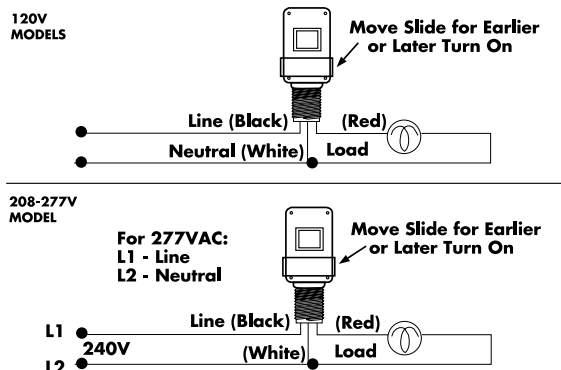 120V
MODELS
Move Slide for Earlier
or Later Turn On
Line (Black)
(Red)
Neutral (White)
Load
208-277V
MODEL
For 277VAC:
L1 - Line
L2 - Neutral
Move Slide for Earlier
or Later Turn On
Line (Black)
(Red)
L1
240V
(White)
Load
L2